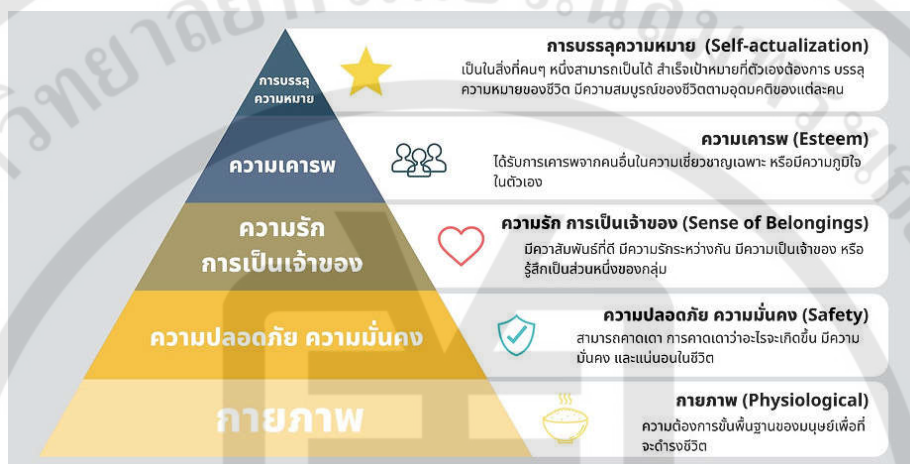 การบรรลุความหมาย (Self-actualization)
เป็นในสิ่งที่คนๆ หนึ่งสามารถเป็นได้ สำเร็จเป้าหมายที่ตัวเองต้องการ บรรลุ
ความหมายของชีวิต มีความสมบูรณ์ของชีวิตตามอุดมคติของแต่ละคน
การบรรลุ
ความหมาย
ความเคารพ (Esteem)
ได้รับการเคารพจากคนอื่นในความเชี่ยวชาญเฉพาะ หรือมีความภูมิใจ
ในตัวเอง
ความเคารพ
ความรัก การเป็นเจ้าของ (Sense of Belongings)
มีควาสัมพันธ์ที่ดี มีความรักระหว่างกัน มีความเป็นเจ้าของ หรือ
รู้สึกเป็นส่วนหนึ่งของกลุ่ม
ความรัก
การเป็นเจ้าของ
ความปลอดภัย ความมั่นคง (Safety)
สามารถคาดเดา การคาดเดาว่าอะไรจะเกิดขึ้น มีความ
มั่นคง และแน่นอนในชีวิต
ความปลอดภัย ความมั่นคง
กายภาพ (Physiological)
ความต้องการขั้นพื้นฐานของมนุษย์เพื่อที่
จะดำรงชีวิต
กายภาพ